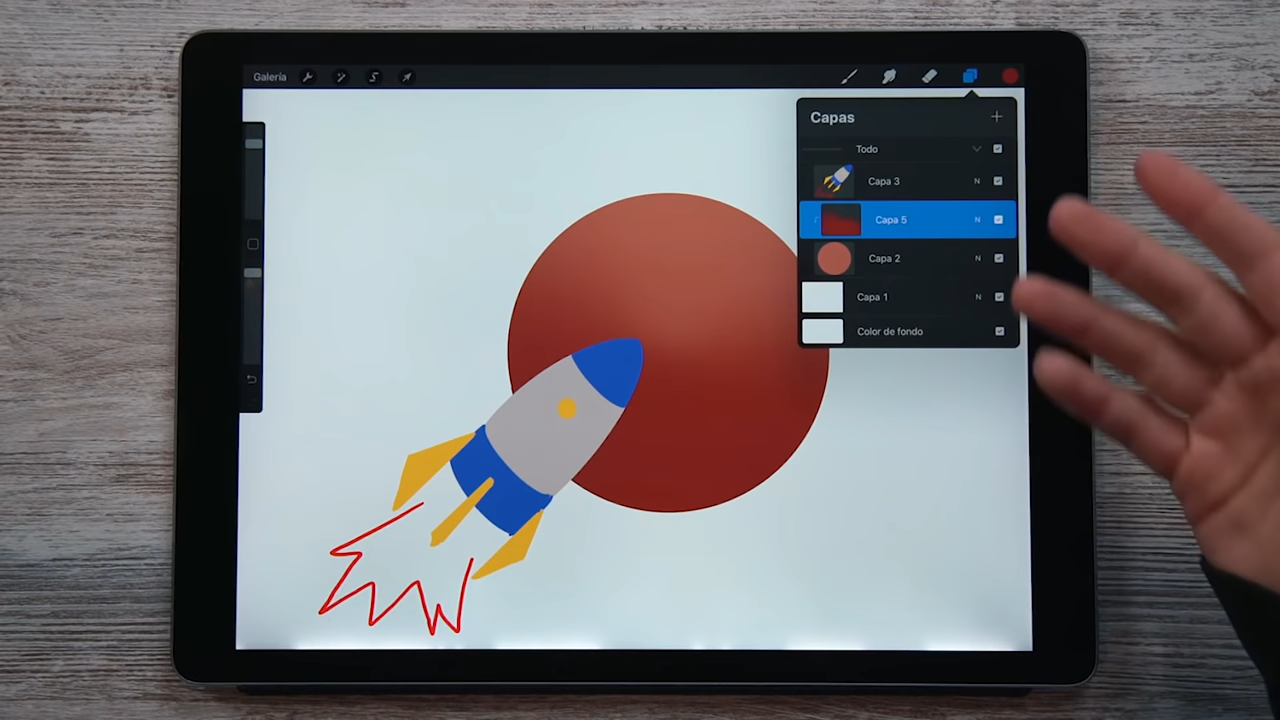 Galería
Capas
Todo
Capa 3 N
Capa 5 N
Capa 2 N
Capa 1 N
Color de fondo